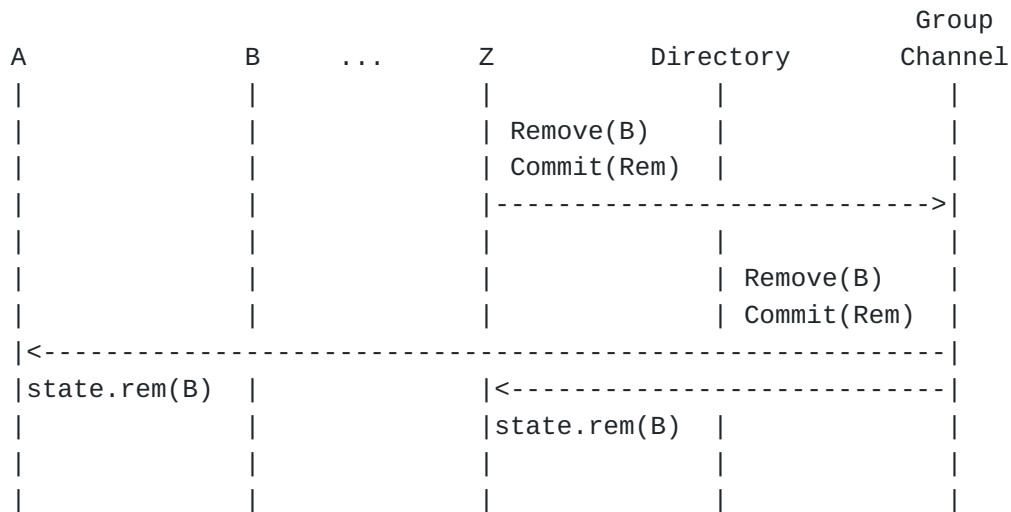 Group
A              B     ...      Z          Directory       Channel
|              |              |              |              |
|              |              | Remove(B)    |              |
|              |              | Commit(Rem)  |              |
|              |              |---------------------------->|
|              |              |              |              |
|              |              |              | Remove(B)    |
|              |              |              | Commit(Rem)  |
|<----------------------------------------------------------|
|state.rem(B)  |              |<----------------------------|
|              |              |state.rem(B)  |              |
|              |              |              |              |
|              |              |              |              |